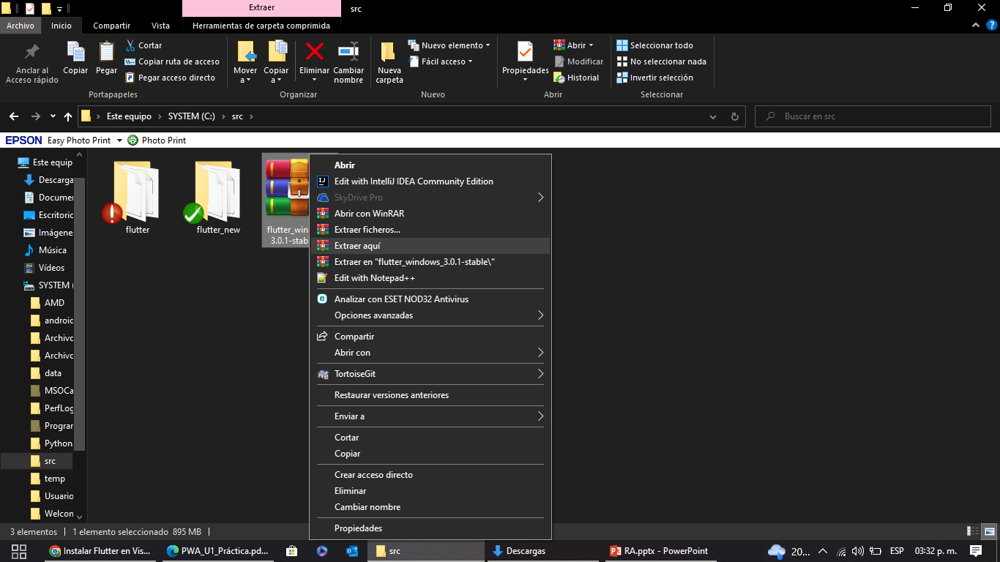 Extraer
src
Archivo
Inicio
Compartir
Vista
Herramientas de carpeta comprimida
Anclar al
Acceso rápido
Copiar
Pegar
Cortar
Copiar ruta de acceso
Pegar acceso directo
Portapapeles
Mover
a
Copiar
a
Eliminar
Cambiar
nombre
Organizar
Nueva
carpeta
Nuevo elemento
Fácil acceso
Nuevo
Propiedades
Abrir
Modificar
Historial
Abrir
Seleccionar todo
No seleccionar nada
Invertir selección
Seleccionar
Este equipo
SYSTEM (C:)
src
Buscar en src
EPSON Easy Photo Print
Photo Print
Este equip
Descarga
Documen
Escritorio
Imágene
Música
Vídeos
SYSTEM (
AMD
android
Archivo
Archivo
data
MSOCa
PerfLog
Progran
Python
src
temp
Usuario
Welcon
flutter
flutter_new
flutter_win
3.0.1-stab
Abrir
IJ
Edit with IntelliJ IDEA Community Edition
SkyDrive Pro
Abrir con WinRAR
Extraer ficheros...
Extraer aquí
Extraer en "flutter_windows_3.0.1-stable\"
Edit with Notepad++
Analizar con ESET NOD32 Antivirus
Opciones avanzadas
Compartir
Abrir con
TortoiseGit
Restaurar versiones anteriores
Enviar a
Cortar
Copiar
Crear acceso directo
Eliminar
Cambiar nombre
Propiedades
3 elementos
1 elemento seleccionado 895 MB
Instalar Flutter en Vis...
PWA_U1_Práctica.pd...
src
Descargas
RA.pptx - PowerPoint
20...
ESP
03:32 p. m.